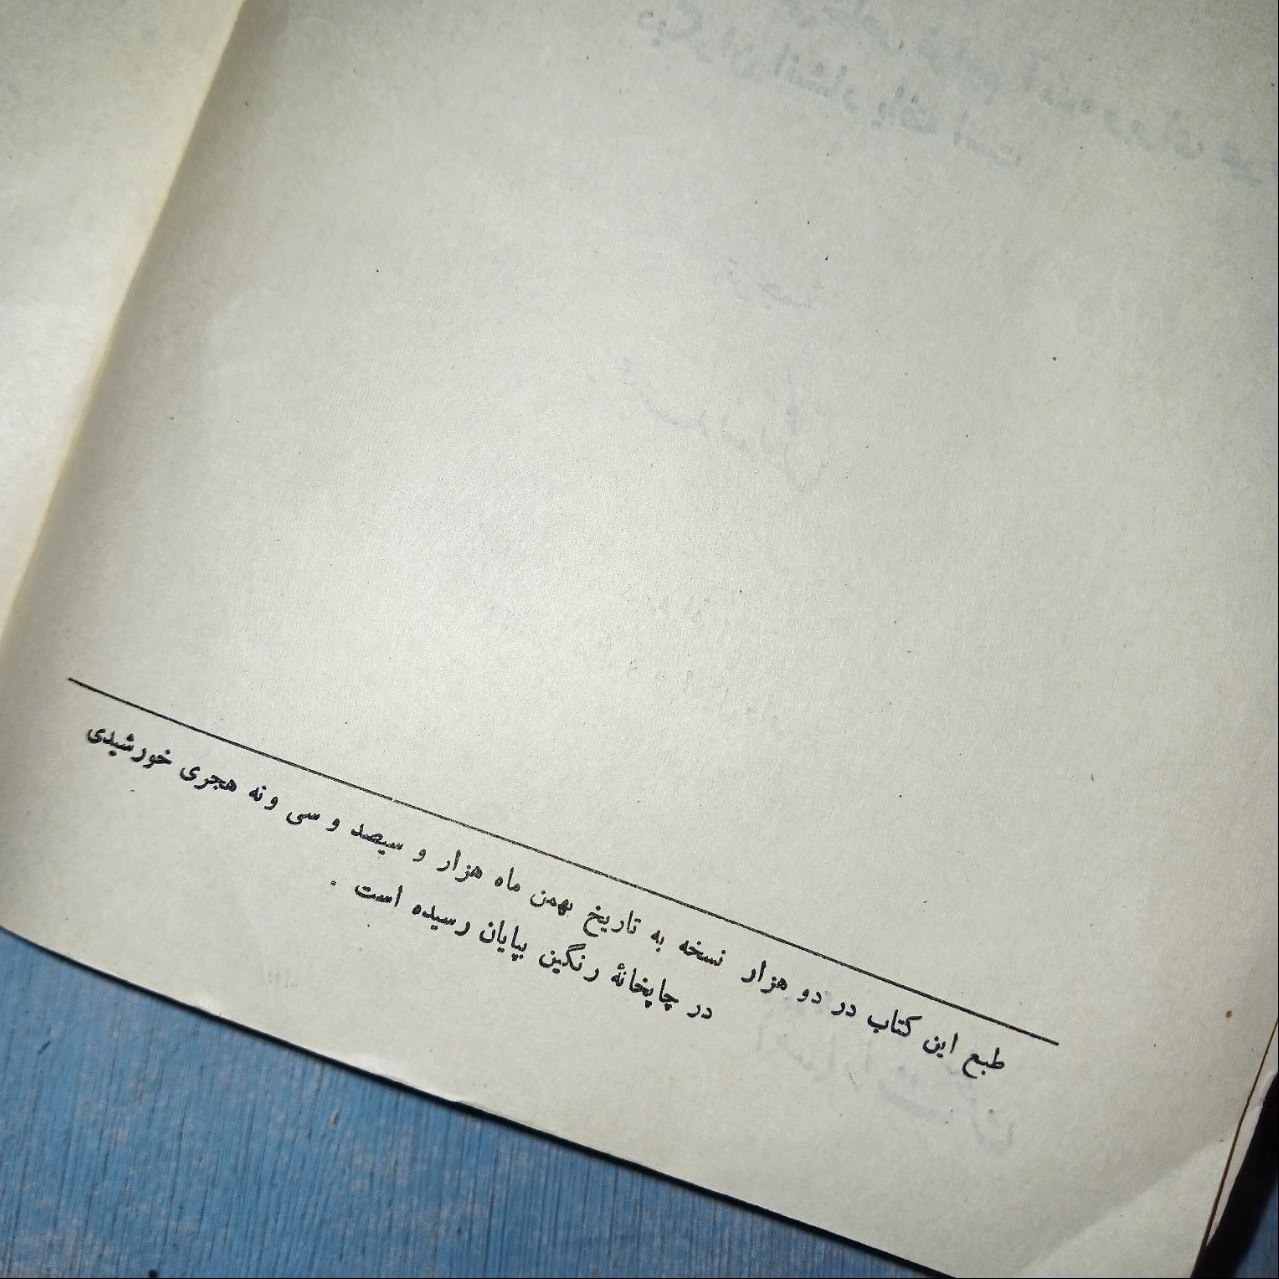 طبع این کتاب در دو هزار نسخه به تاریخ بهمن ماه هزار و سیصد و سی ونه هجری خورشیدی
در چاپخانهٔ رنگین بپایان رسیده است .